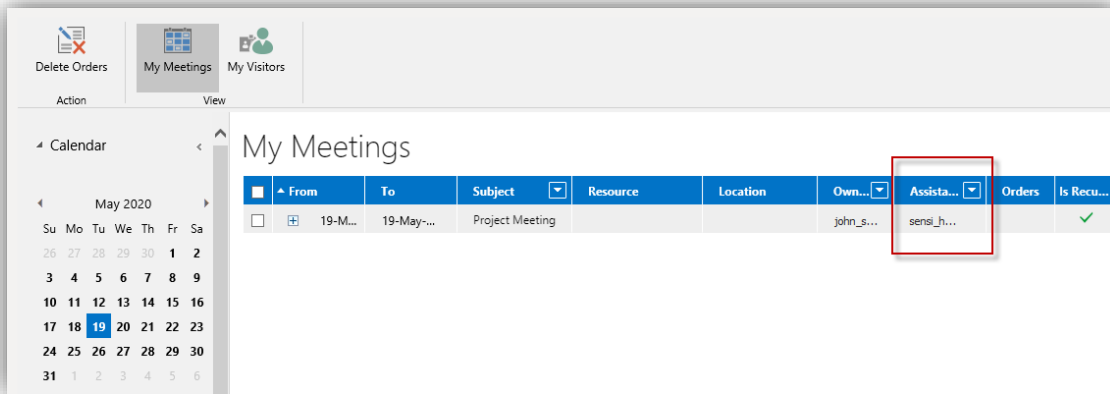 Delete Orders
My Meetings
My Visitors
Action
View
Calendar
My Meetings
May 2020
Su Mo Tu We Th Fr Sa
26 27 28 29 30 1 2
3 4 5 6 7 8 9
10 11 12 13 14 15 16
17 18 19 20 21 22 23
24 25 26 27 28 29 30
31 1 2 3 4 5 6
From To Subject Resource Location Own... Assista... Orders Is Recu...
19-M... 19-May-... Project Meeting john_s... sensi_h...